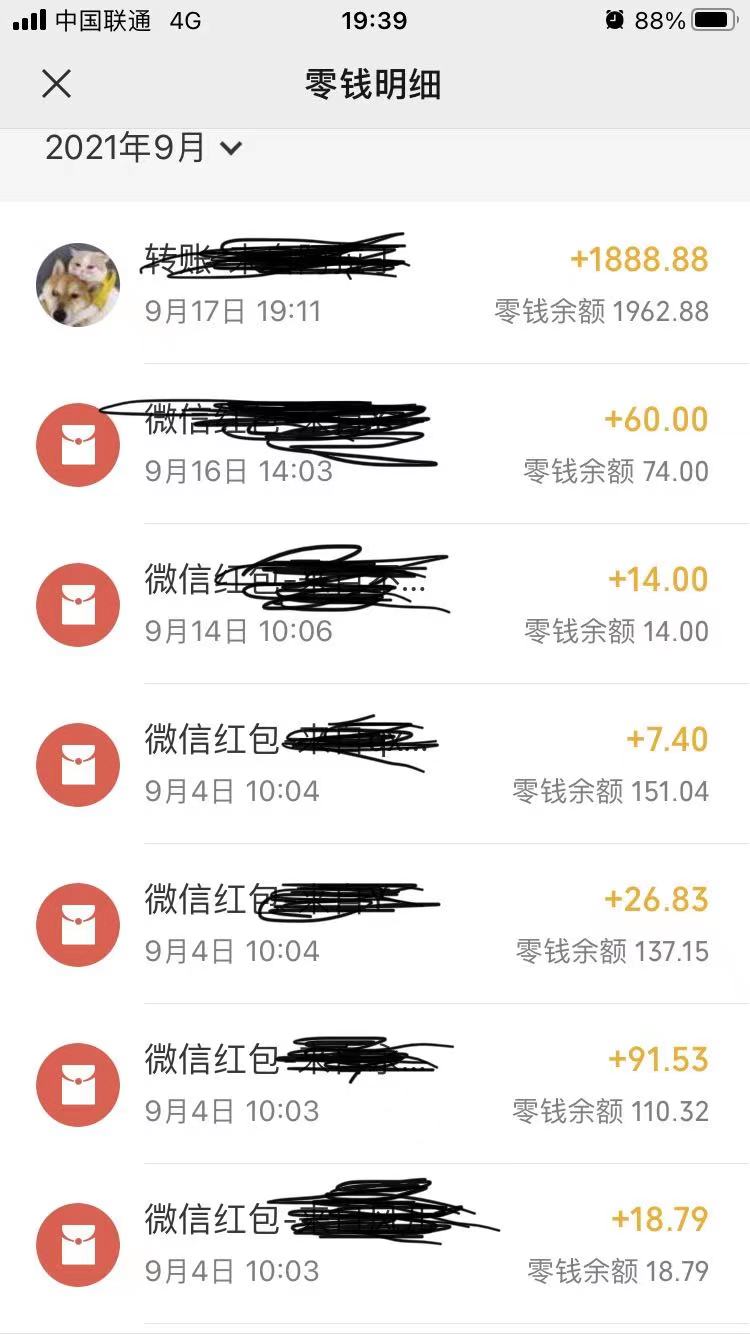 中国联通 4G 19:39 88%
零钱明细
2021年9月
转账 +1888.88
9月17日 19:11 零钱余额 1962.88
微信红包 +60.00
9月16日 14:03 零钱余额 74.00
微信红包- +14.00
9月14日 10:06 零钱余额 14.00
微信红包- +7.40
9月4日 10:04 零钱余额 151.04
微信红包 +26.83
9月4日 10:04 零钱余额 137.15
微信红包- +91.53
9月4日 10:03 零钱余额 110.32
微信红包- +18.79
9月4日 10:03 零钱余额 18.79